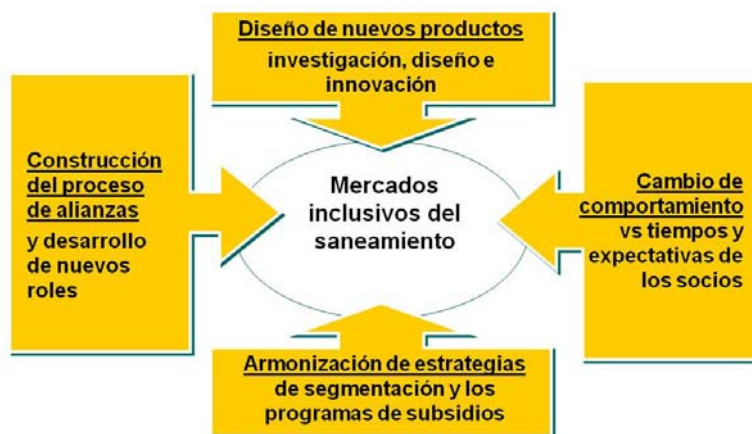 Diseño de nuevos productos
investigación, diseño e
innovación
Construcción
del proceso
de alianzas
y desarrollo
de nuevos
roles
Mercados
inclusivos del
saneamiento
Cambio de
comportamiento
vs tiempos y
expectativas de
los socios
Armonización de estrategias
de segmentación y los
programas de subsidios